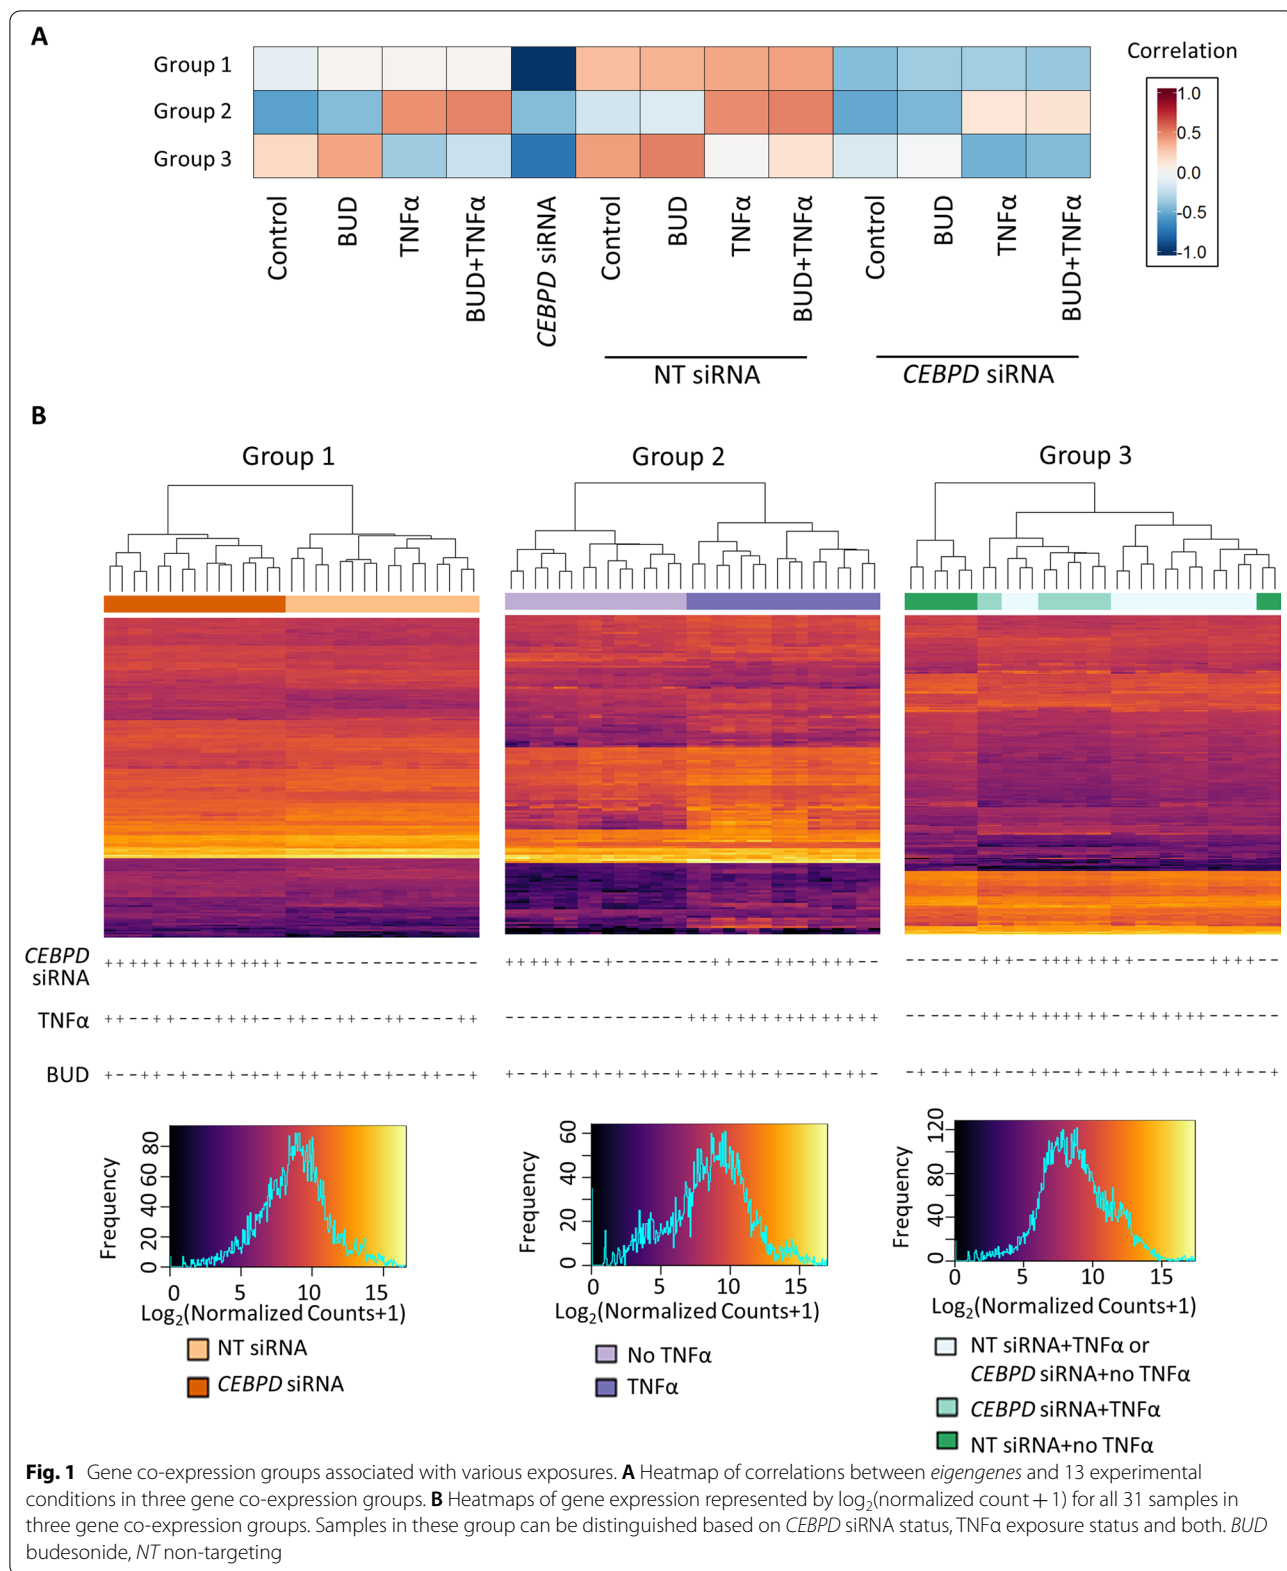 A
Group 1
Group 2
Group 3
Control
BUD
TNFα
BUD+TNFα
CEBPD siRNA
Control
BUD
TNFα
BUD+TNFα
Control
BUD
TNFα
BUD+TNFα
NT siRNA
CEBPD siRNA
Correlation
1.0
0.5
0.0
-0.5
-1.0
B
Group 1
Group 2
Group 3
CEBPD
siRNA
TNFα
BUD
Frequency
0 20 40 60 80
0 5 10 15
Log2(Normalized Counts+1)
NT siRNA
CEBPD siRNA
Frequency
0 20 40 60
0 5 10 15
Log2(Normalized Counts+1)
No TNFα
TNFα
Frequency
0 40 80 120
0 5 10 15
Log2(Normalized Counts+1)
NT siRNA+TNFα or
CEBPD siRNA+no TNFα
CEBPD siRNA+TNFα
NT siRNA+no TNFα
Fig. 1 Gene co-expression groups associated with various exposures. A Heatmap of correlations between eigengenes and 13 experimental
conditions in three gene co-expression groups. B Heatmaps of gene expression represented by log2(normalized count + 1) for all 31 samples in
three gene co-expression groups. Samples in these group can be distinguished based on CEBPD siRNA status, TNFα exposure status and both. BUD
budesonide, NT non-targeting